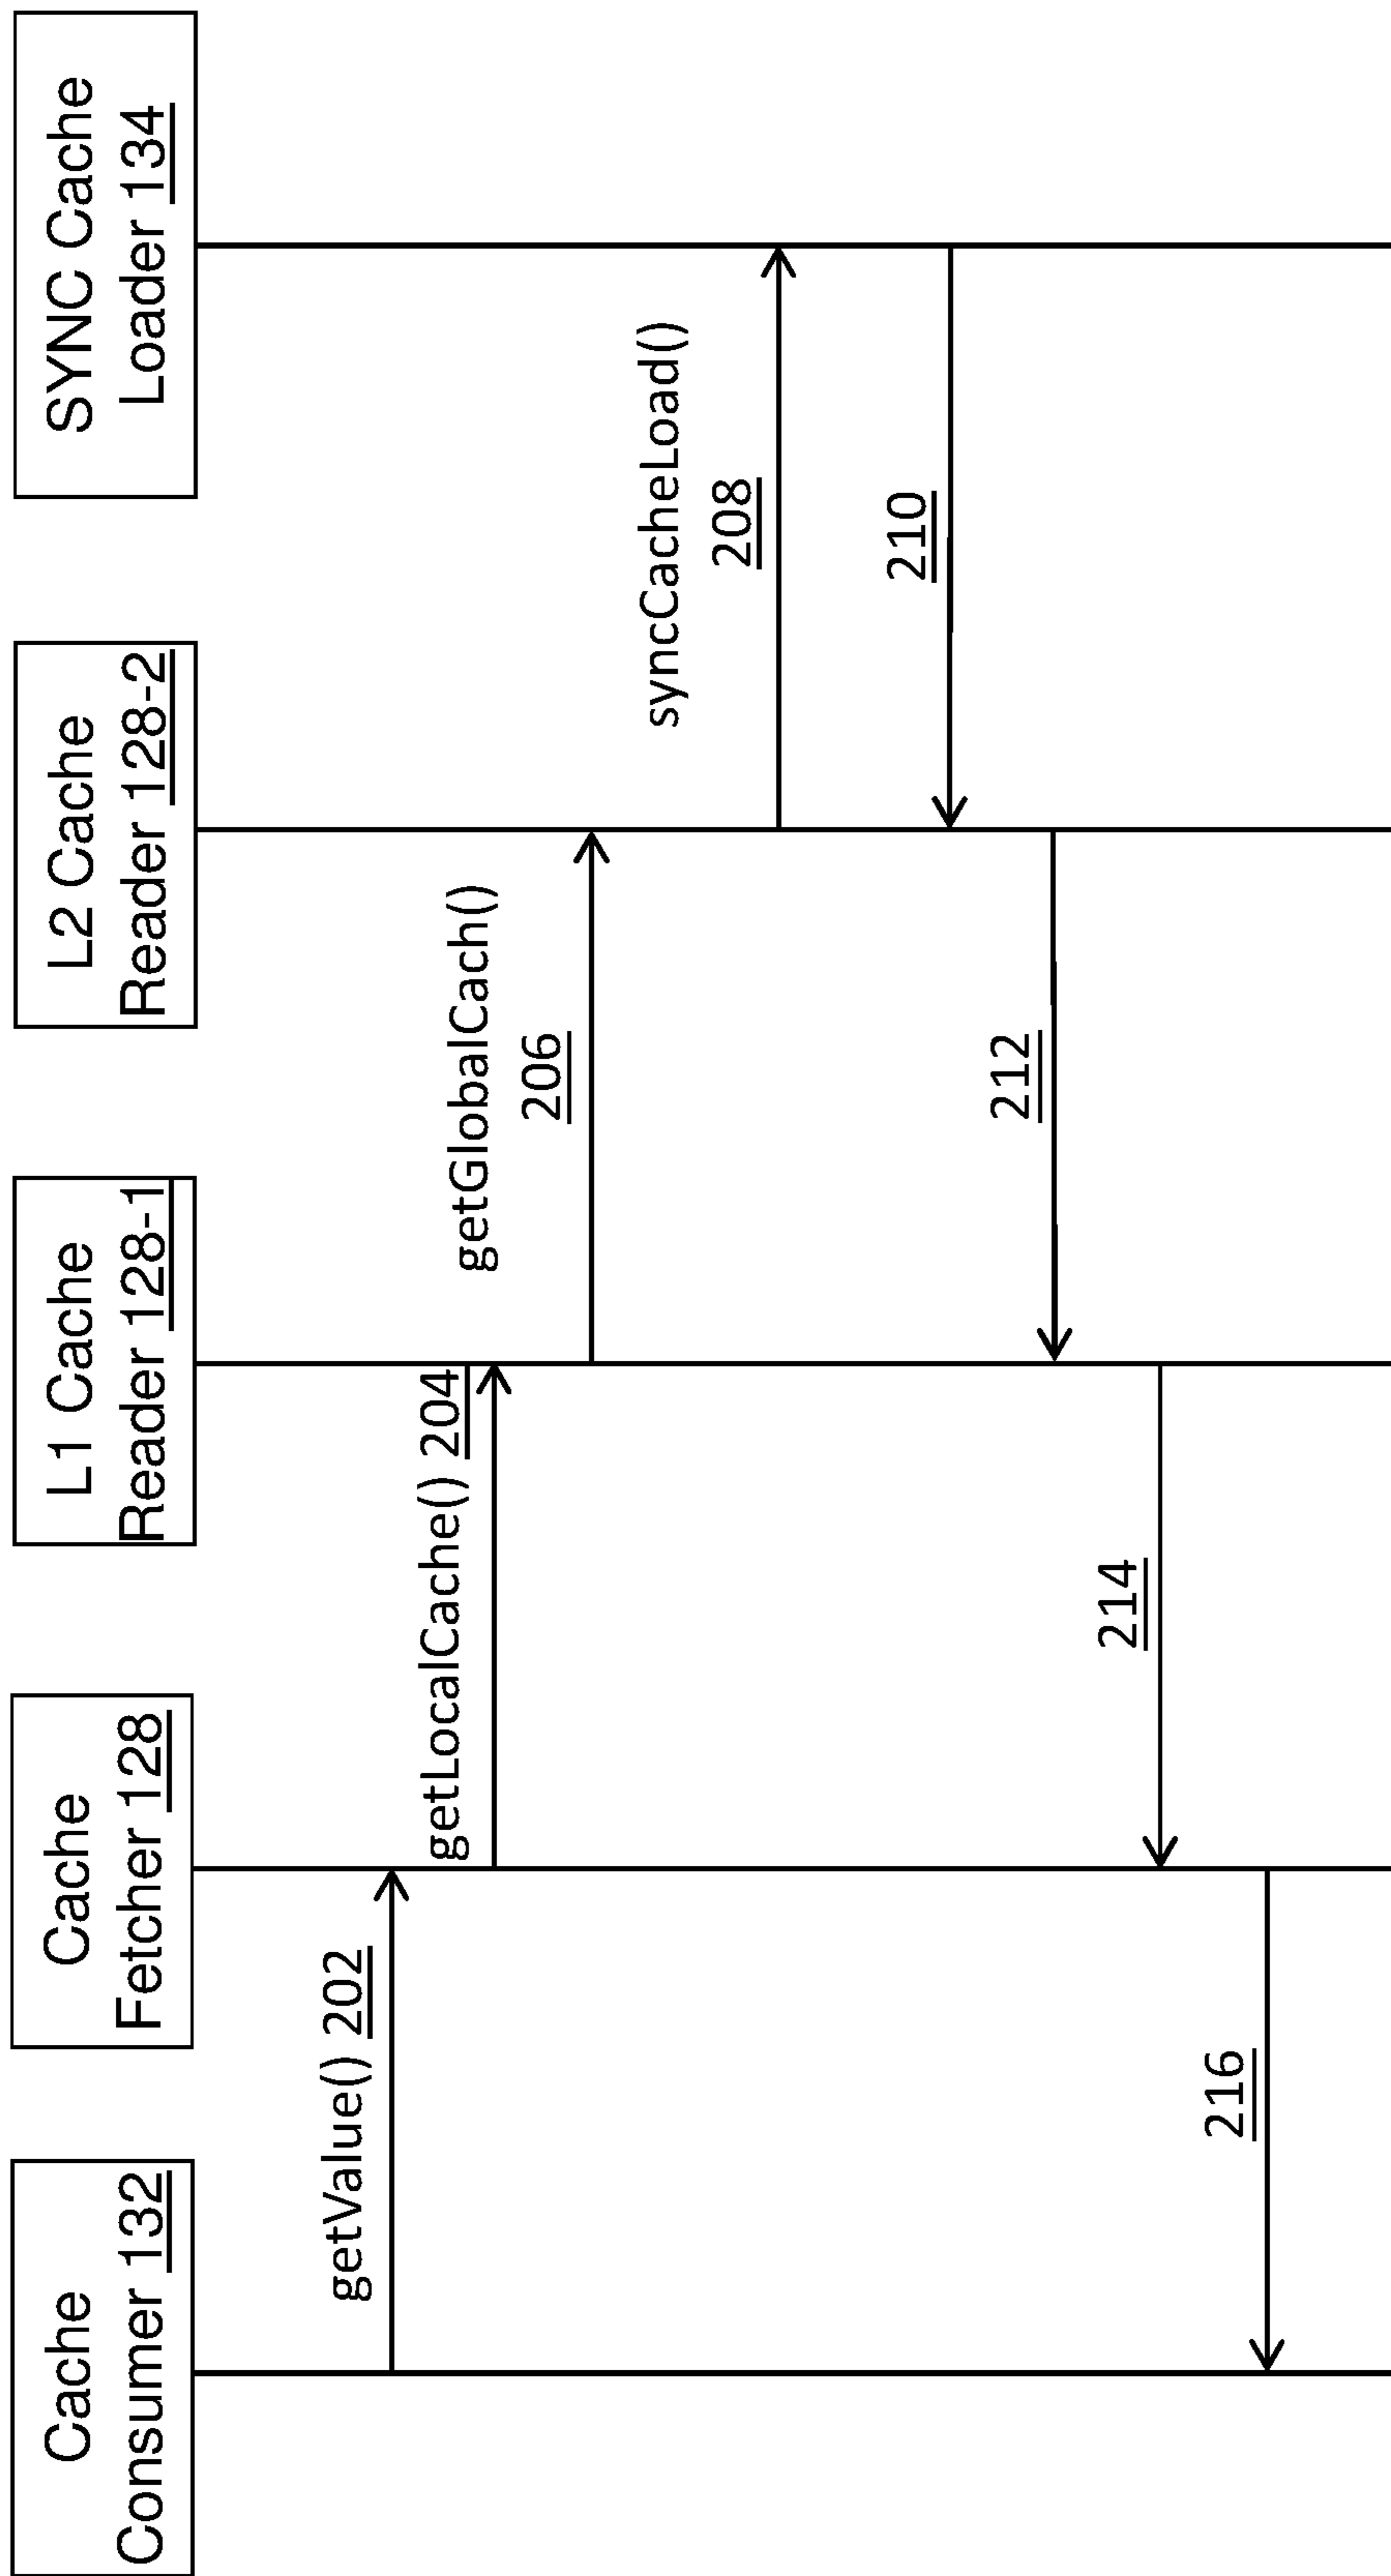 Cache
Consumer 132
Cache
Fetcher 128
L1 Cache
Reader 128-1
L2 Cache
Reader 128-2
SYNC Cache
Loader 134
getValue() 202
getLocalCache() 204
getGlobalCach()
206
syncCacheLoad()
208
210
212
214
216